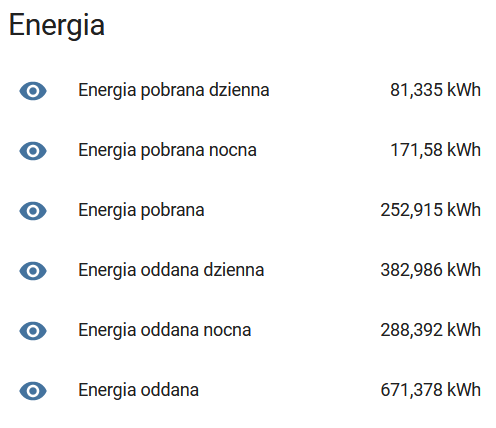 Energia
Energia pobrana dzienna 81,335 kWh
Energia pobrana nocna 171,58 kWh
Energia pobrana 252,915 kWh
Energia oddana dzienna 382,986 kWh
Energia oddana nocna 288,392 kWh
Energia oddana 671,378 kWh